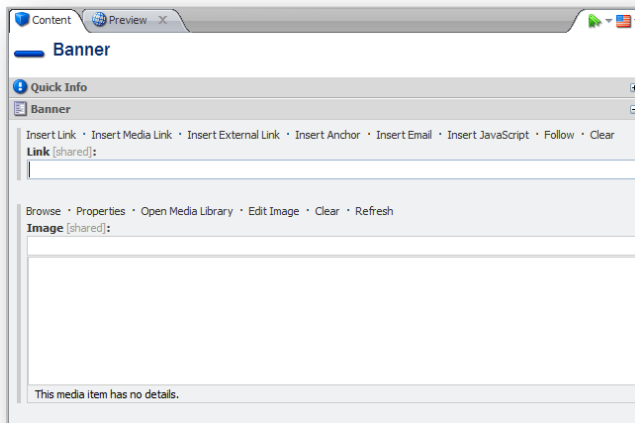 Content Preview X
Banner
Quick Info
Banner
Insert Link · Insert Media Link · Insert External Link · Insert Anchor · Insert Email · Insert JavaScript · Follow · Clear
Link [shared]:
Browse · Properties · Open Media Library · Edit Image · Clear · Refresh
Image [shared]:
This media item has no details.